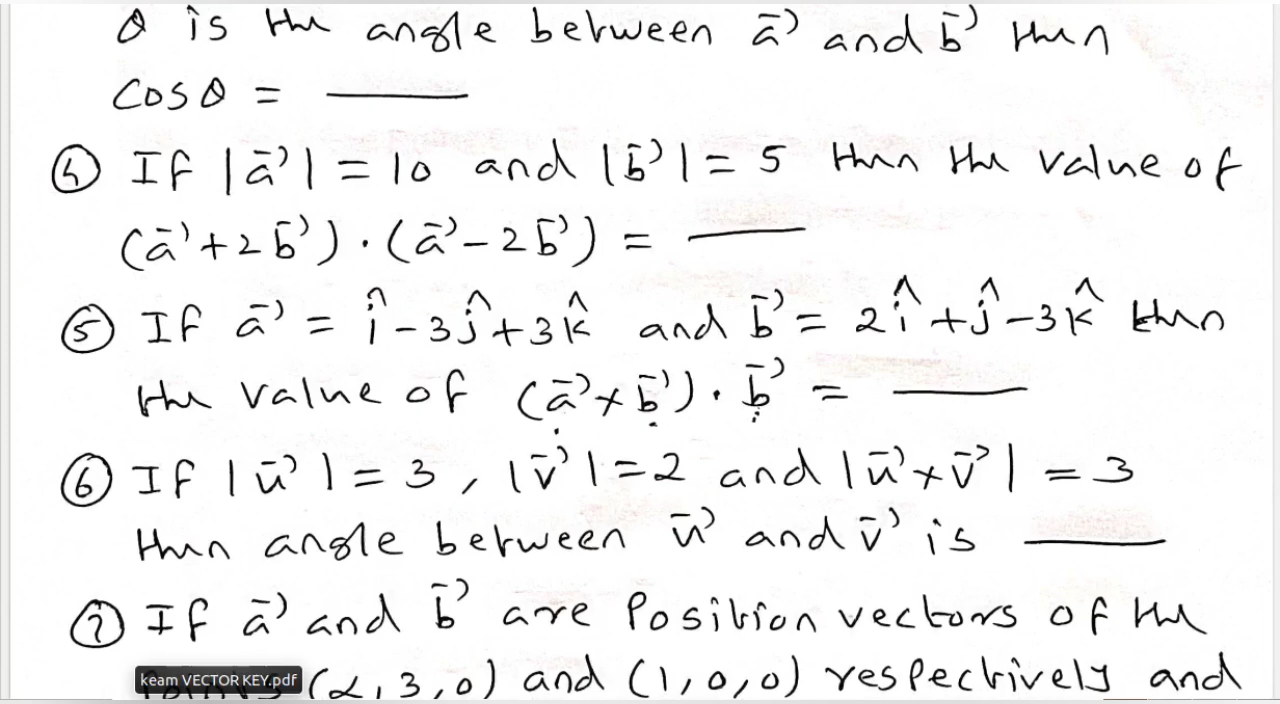 θ is the angle between a⃗ and b⃗ then
cosθ = ____
④ If |a⃗| = 10 and |b⃗| = 5 then the value of
(a⃗+2b⃗)·(a⃗-2b⃗) = ____
⑤ If a⃗ = î-3ĵ+3k̂ and b⃗ = 2î+ĵ-3k̂ then
the value of (a⃗×b⃗)·b⃗ = ____
⑥ If |u⃗| = 3, |v⃗| = 2 and |u⃗×v⃗| = 3
then angle between u⃗ and v⃗ is ____
⑦ If a⃗ and b⃗ are Position vectors of the
Points (α,3,0) and (1,0,0) respectively and
keam VECTOR KEY.pdf